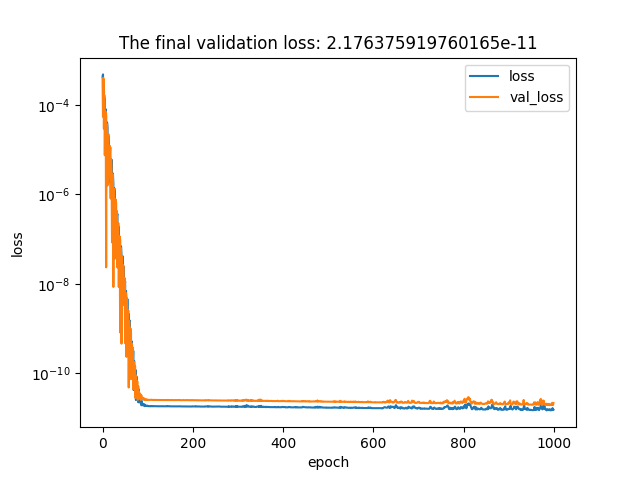 The final validation loss: 2.176375919760165e-11
loss
val_loss
10⁻⁴
10⁻⁶
10⁻⁸
10⁻¹⁰
loss
0 200 400 600 800 1000
epoch